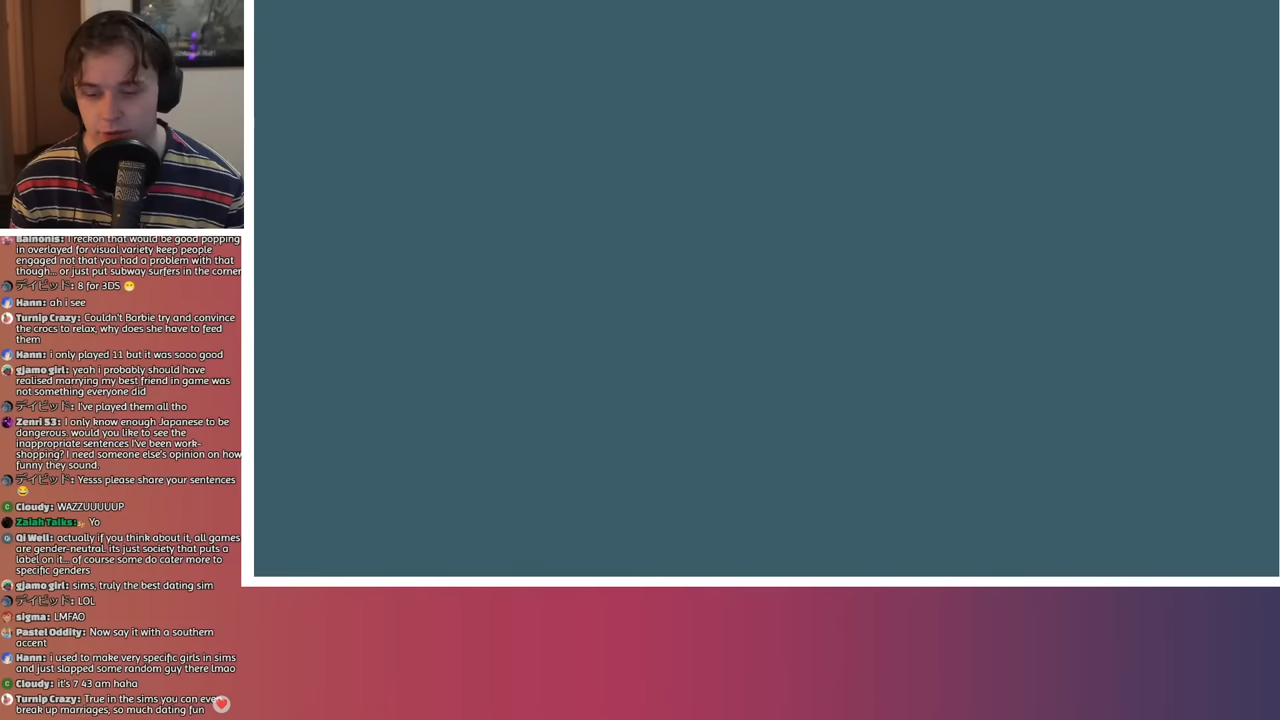 Bainonis: I reckon that would be good popping
in overlayed for visual variety keep people
engaged not that you had a problem with that
though... or just put subway surfers in the corner
デイビッド: 8 for 3DS 😁
Hann: ah i see
Turnip Crazy: Couldn't Barbie try and convince
the crocs to relax, why does she have to feed
them
Hann: i only played 11 but it was sooo good
gjamo girl: yeah i probably should have
realised marrying my best friend in game was
not something everyone did
デイビッド: I've played them all tho
Zenri 53: I only know enough Japanese to be
dangerous. would you like to see the
inappropriate sentences I've been work-
shopping? I need someone else's opinion on how
funny they sound.
デイビッド: Yesss please share your sentences
😂
Cloudy: WAZZUUUUUP
Zaiah Talks: Yo
Qi Well: actually if you think about it, all games
are gender-neutral. its just society that puts a
label on it... of course some do cater more to
specific genders
gjamo girl: sims, truly the best dating sim
デイビッド: LOL
sigma: LMFAO
Pastel Oddity: Now say it with a southern
accent
Hann: i used to make very specific girls in sims
and just slapped some random guy there lmao
Cloudy: it's 7 43 am haha
Turnip Crazy: True in the sims you can even
break up marriages, so much dating fun